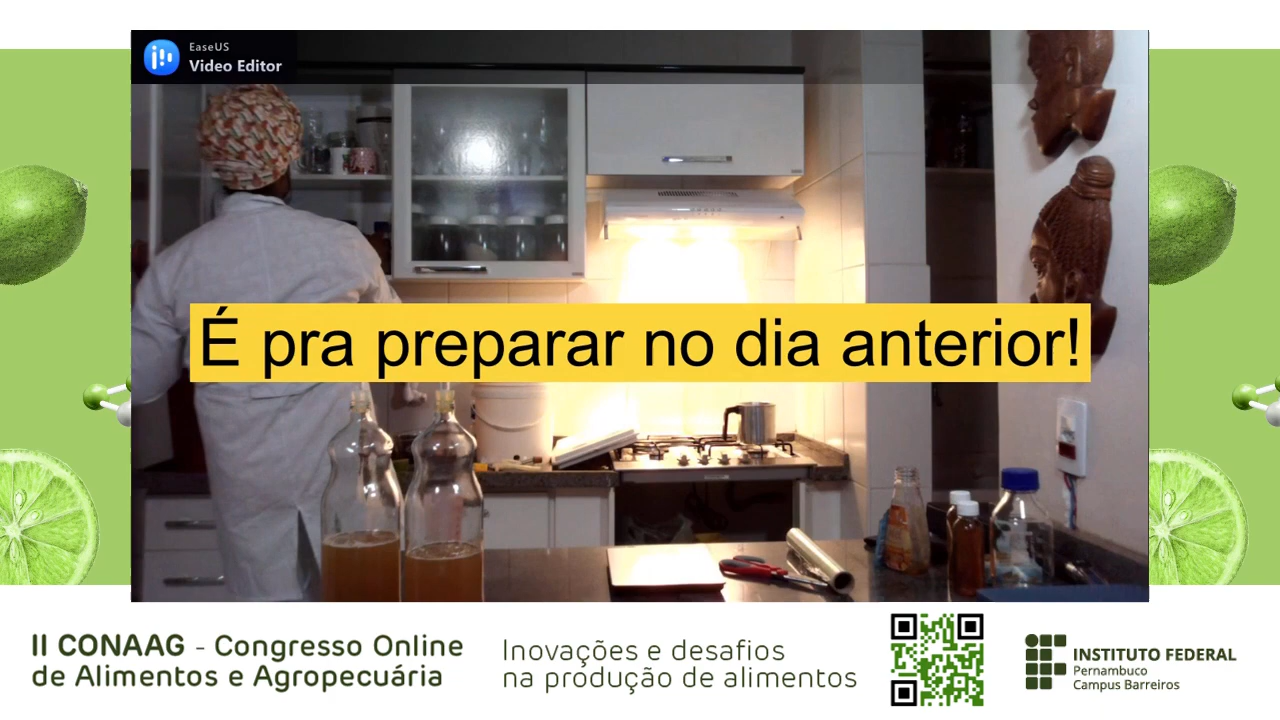 EaseUS
Video Editor
É pra preparar no dia anterior!
II CONAAG - Congresso Online
de Alimentos e Agropecuária
Inovações e desafios
na produção de alimentos
INSTITUTO FEDERAL
Pernambuco
Campus Barreiros